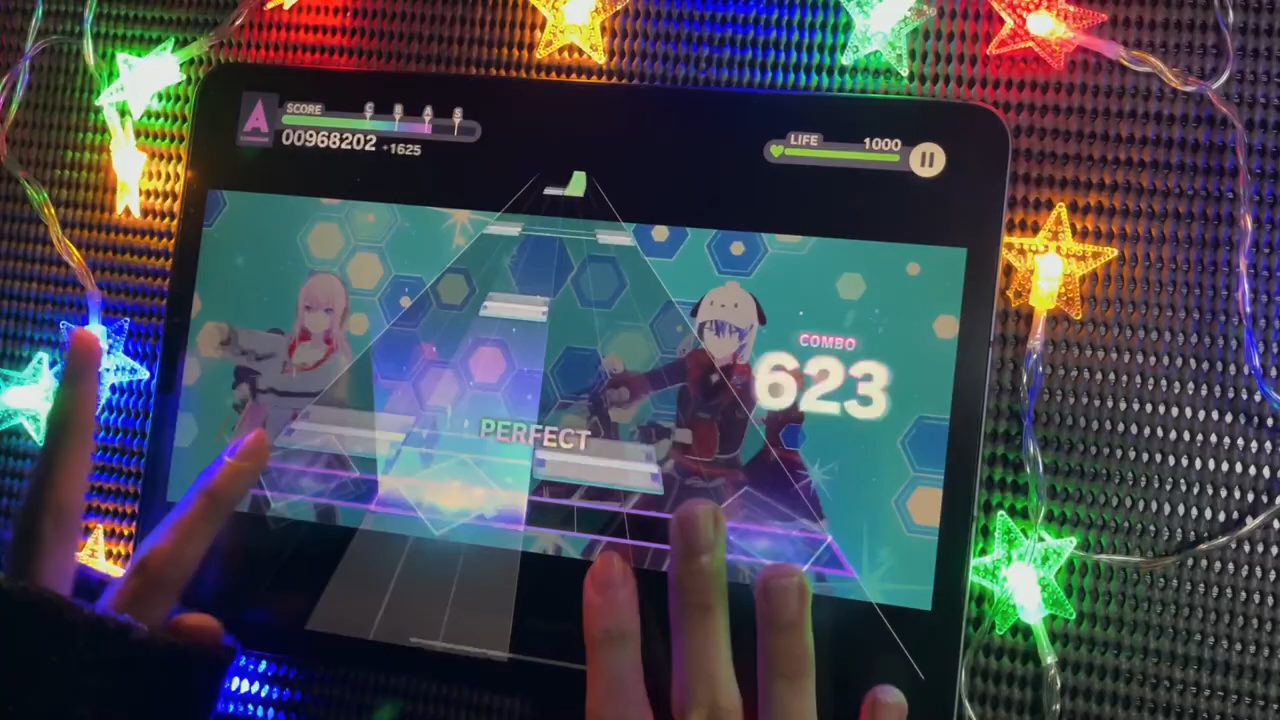 A
SCORE
C B A S
00968202 +1625
LIFE 1000
COMBO
623
PERFECT